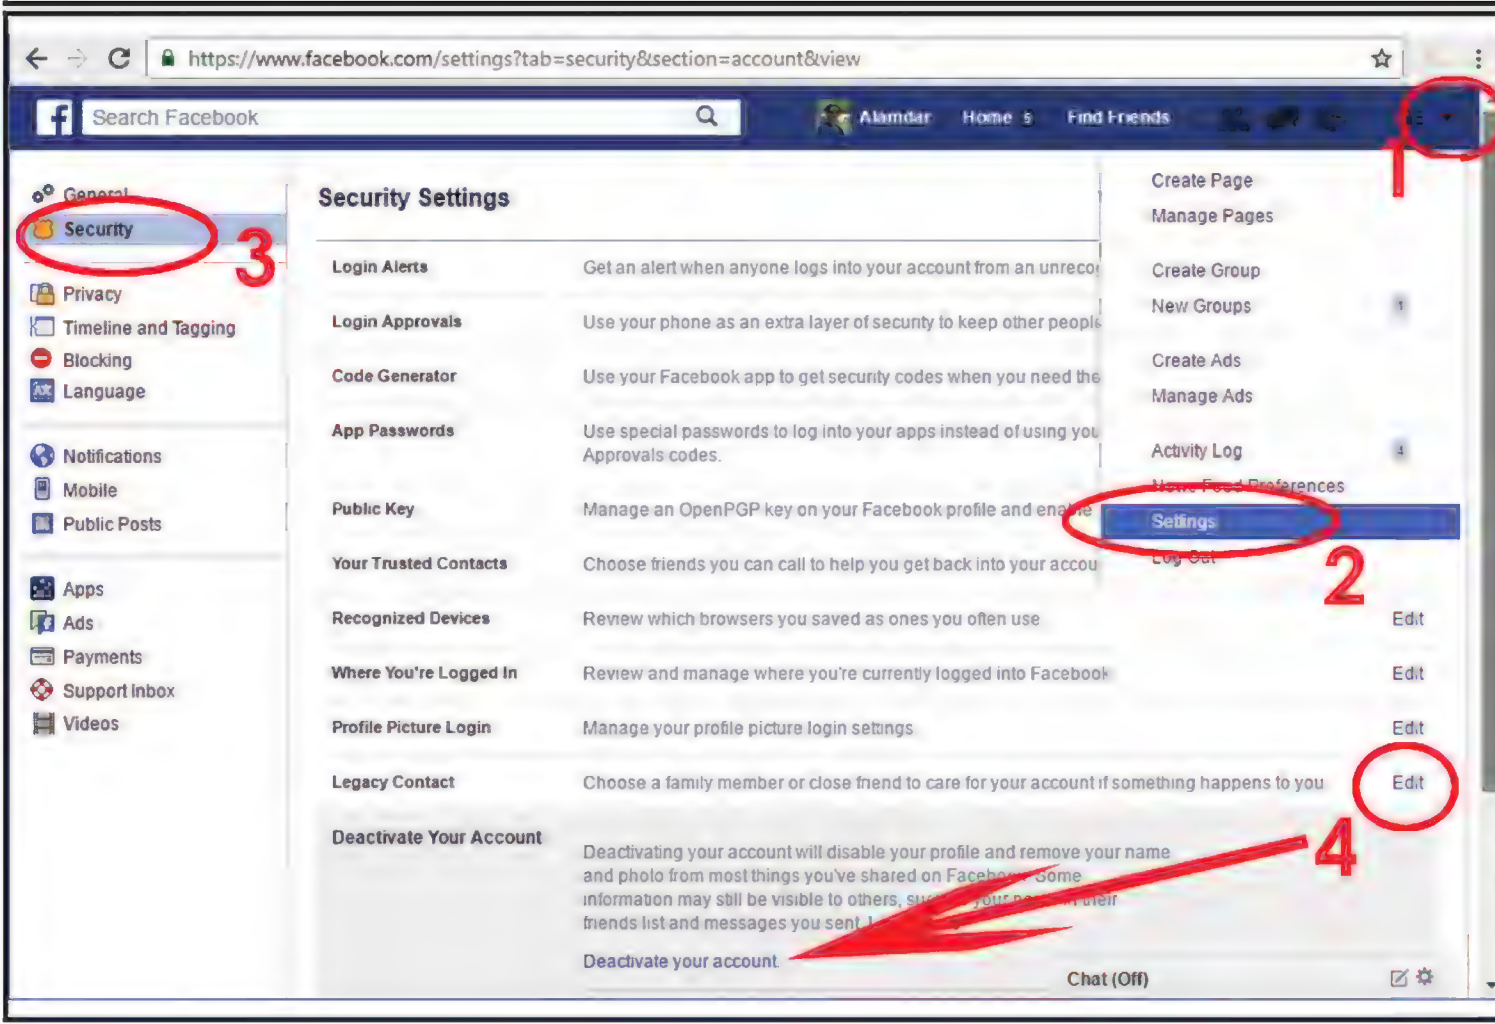 https://www.facebook.com/settings?tab=security&section=account&view
f
Search Facebook
Alamdar
Home 5
Find Friends
1
General
Security
3
Privacy
Timeline and Tagging
Blocking
Language
Notifications
Mobile
Public Posts
Apps
Ads
Payments
Support Inbox
Videos
Security Settings
Login Alerts
Get an alert when anyone logs into your account from an unreco
Login Approvals
Use your phone as an extra layer of security to keep other people
Code Generator
Use your Facebook app to get security codes when you need the
App Passwords
Use special passwords to log into your apps instead of using you
Approvals codes.
Public Key
Manage an OpenPGP key on your Facebook profile and enable
Your Trusted Contacts
Choose friends you can call to help you get back into your accou
Recognized Devices
Review which browsers you saved as ones you often use
Edit
Where You're Logged In
Review and manage where you're currently logged into Facebook
Edit
Profile Picture Login
Manage your profile picture login settings
Edit
Legacy Contact
Choose a family member or close friend to care for your account if something happens to you
Edit
Deactivate Your Account
Deactivating your account will disable your profile and remove your name
and photo from most things you've shared on Facebook. Some
information may still be visible to others, your their
friends list and messages you sent.
Deactivate your account.
4
Create Page
Manage Pages
Create Group
New Groups 1
Create Ads
Manage Ads
Activity Log 4
News Feed Preferences
Settings
Log Out
2
Chat (Off)